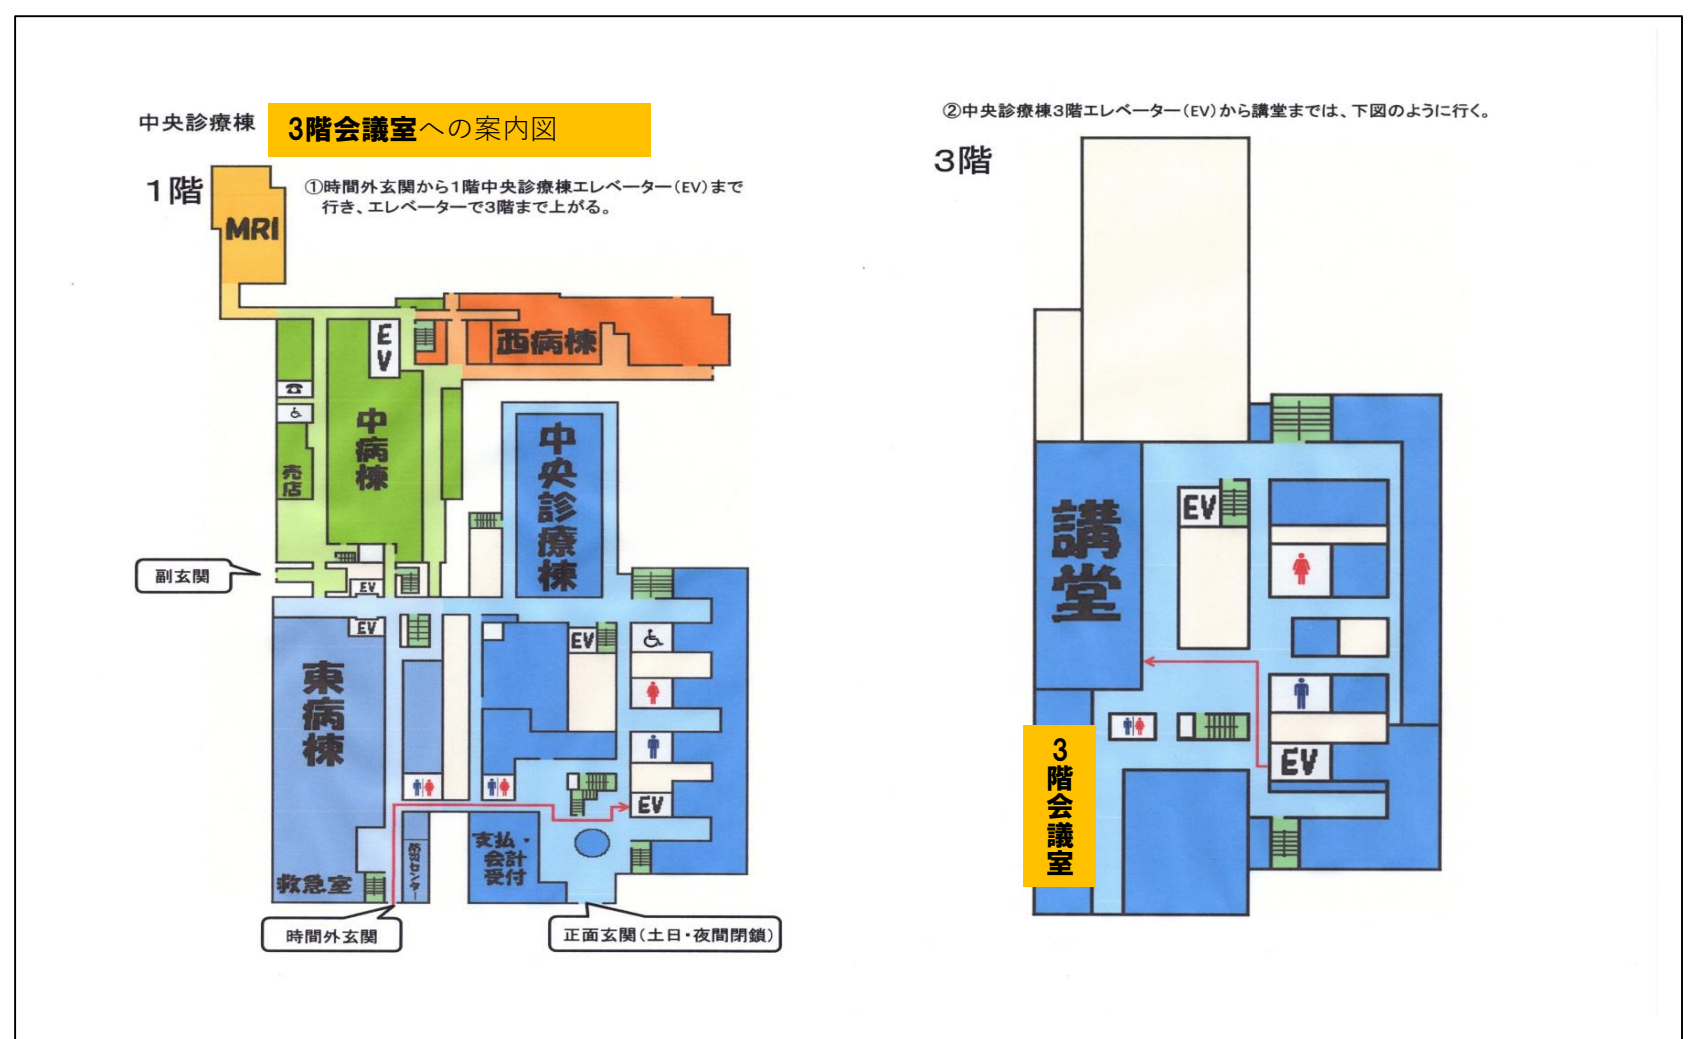 中央診療棟
3階会議室への案内図
1階
①時間外玄関から1階中央診療棟エレベーター(EV)まで
行き、エレベーターで3階まで上がる。
MRI
西病棟
EV
中病棟
売店
中央診療棟
副玄関
EV
EV
EV
東病棟
EV
支払・
会計
受付
防災センター
救急室
時間外玄関
正面玄関(土日・夜間閉鎖)
②中央診療棟3階エレベーター(EV)から講堂までは、下図のように行く。
3階
講堂
EV
EV
3階会議室